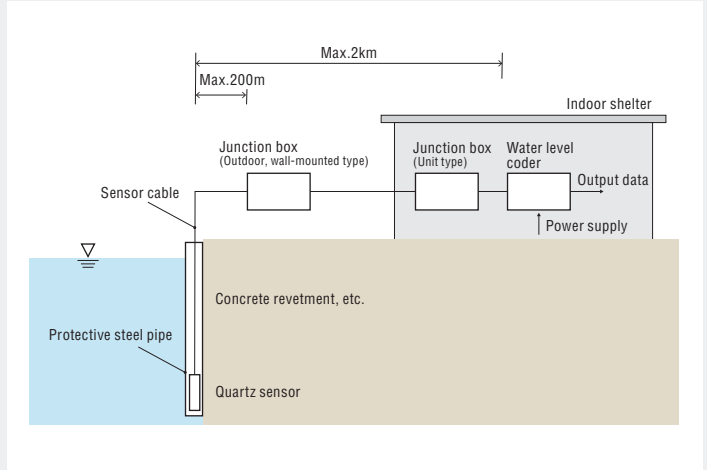 Max.2km
Max.200m
Indoor shelter
Junction box
(Outdoor, wall-mounted type)
Junction box
(Unit type)
Water level
coder
Output data
Sensor cable
Power supply
Concrete revetment, etc.
Protective steel pipe
Quartz sensor